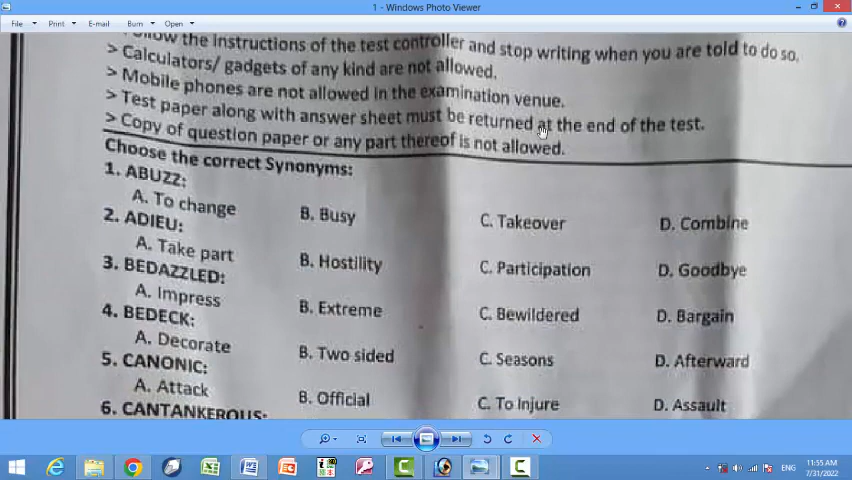 1 - Windows Photo Viewer
File Print E-mail Burn Open
Follow the instructions of the test controller and stop writing when you are told to do so.
> Calculators/ gadgets of any kind are not allowed.
> Mobile phones are not allowed in the examination venue.
> Test paper along with answer sheet must be returned at the end of the test.
> Copy of question paper or any part thereof is not allowed.
Choose the correct Synonyms:
1. ABUZZ:
A. To change B. Busy C. Takeover D. Combine
2. ADIEU:
A. Take part B. Hostility C. Participation D. Goodbye
3. BEDAZZLED:
A. Impress B. Extreme C. Bewildered D. Bargain
4. BEDECK:
A. Decorate B. Two sided C. Seasons D. Afterward
5. CANONIC:
A. Attack B. Official C. To Injure D. Assault
6. CANTANKEROUS:
ENG 11:55 AM
7/31/2022